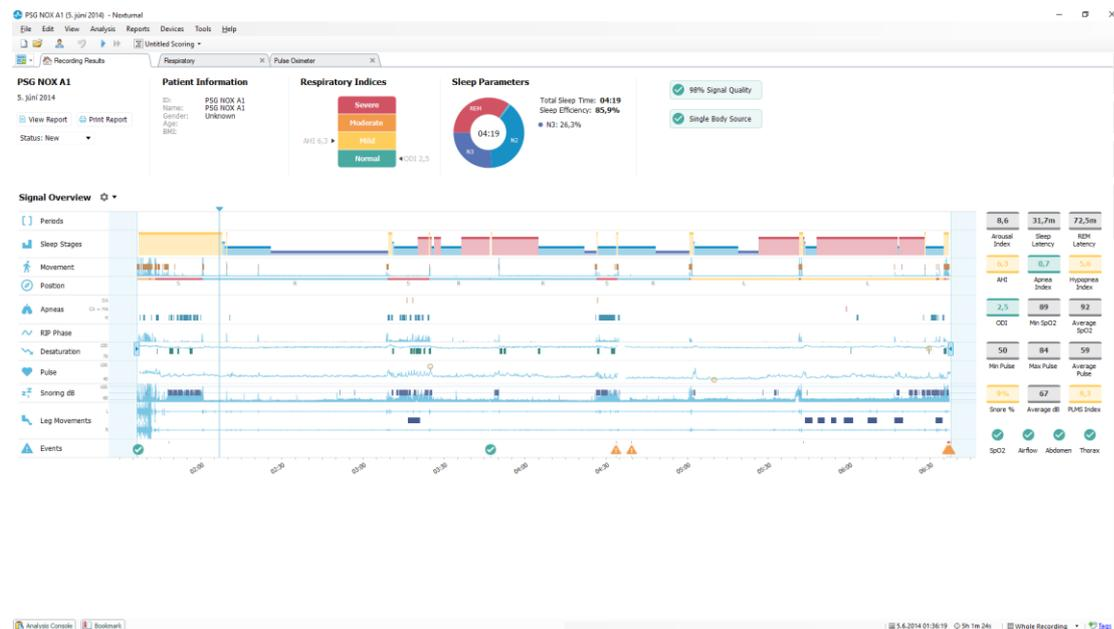 PSG NOX A1 (5. júní 2014) - Noxturnal
File Edit View Analysis Reports Devices Tools Help
Untitled Scoring
Recording Results Respiratory Pulse Oximeter
PSG NOX A1
5. júní 2014
View Report Print Report
Status: New
Patient Information
ID: PSG NOX A1
Name: PSG NOX A1
Gender: Unknown
Age:
BMI:
Respiratory Indices
Severe
Moderate
AHI 6,3 Mild
Normal ODI 2,5
Sleep Parameters
REM
04:19
N2
N3
Total Sleep Time: 04:19
Sleep Efficiency: 85,9%
N3: 26,3%
98% Signal Quality
Single Body Source
Signal Overview
Periods
Sleep Stages
Movement
Position
Apneas
RIP Phase
Desaturation
Pulse
Snoring dB
Leg Movements
Events
02:00 02:30 03:00 03:30 04:00 04:30 05:00 05:30 06:00 06:30
8,6 31,7m 72,5m
Arousal Index Sleep Latency REM Latency
0,7
AHI Apnea Index Hypopnea Index
2,5 89 92
ODI Min SpO2 Average SpO2
50 84 59
Min Pulse Max Pulse Average Pulse
9% 67 9,3
Snore % Average dB PLMS Index
SpO2 Airflow Abdomen Thorax
Analysis Console Bookmark
5.6.2014 01:36:19 5h 1m 24s Whole Recording Tags